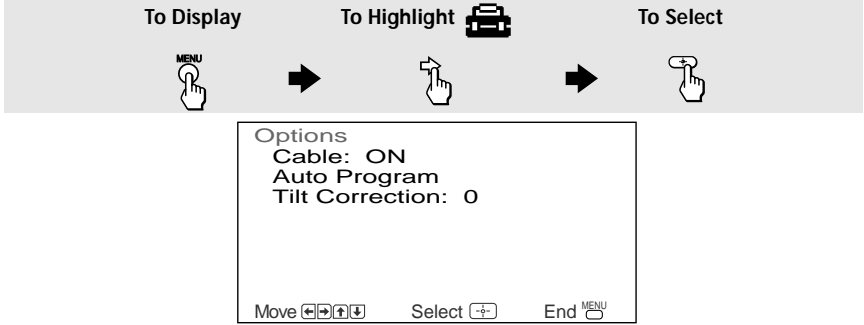 To Display To Highlight To Select
MENU
Options
Cable: ON
Auto Program
Tilt Correction: 0
Move Select End MENU